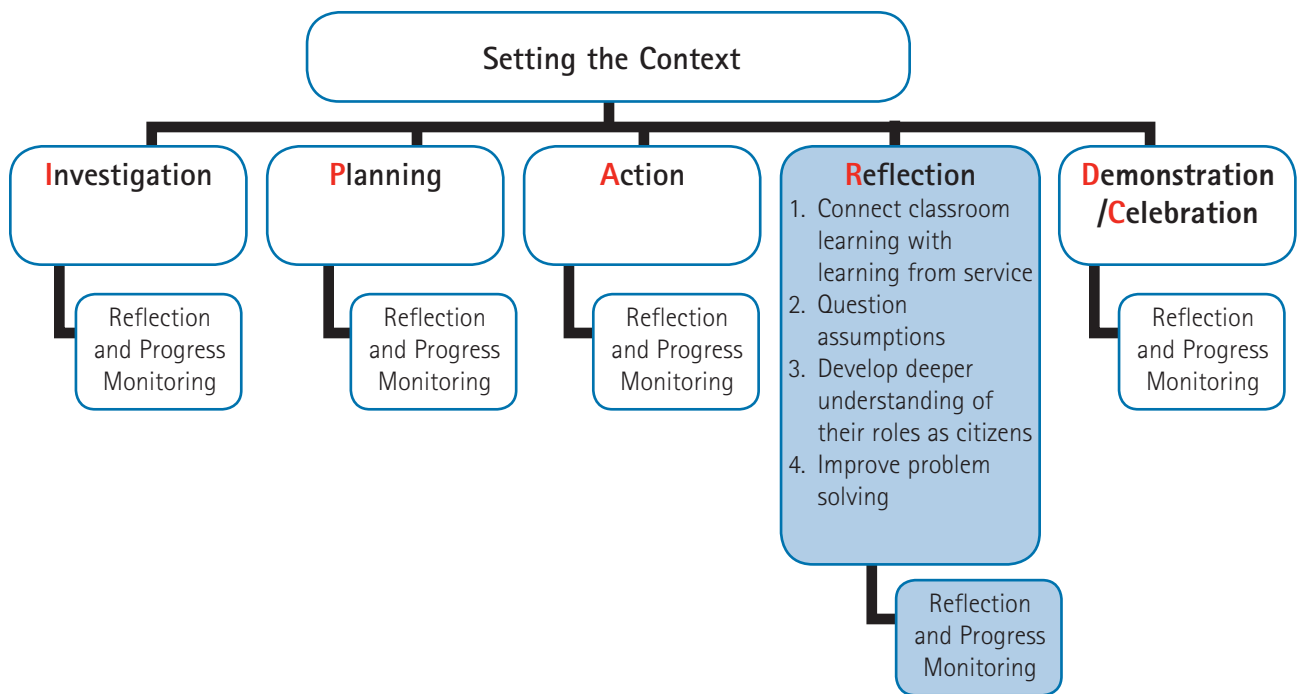 Setting the Context
Investigation
Reflection
and Progress
Monitoring
Planning
Reflection
and Progress
Monitoring
Action
Reflection
and Progress
Monitoring
Reflection
1. Connect classroom
learning with
learning from service
2. Question
assumptions
3. Develop deeper
understanding of
their roles as citizens
4. Improve problem
solving
Reflection
and Progress
Monitoring
Demonstration
/Celebration
Reflection
and Progress
Monitoring